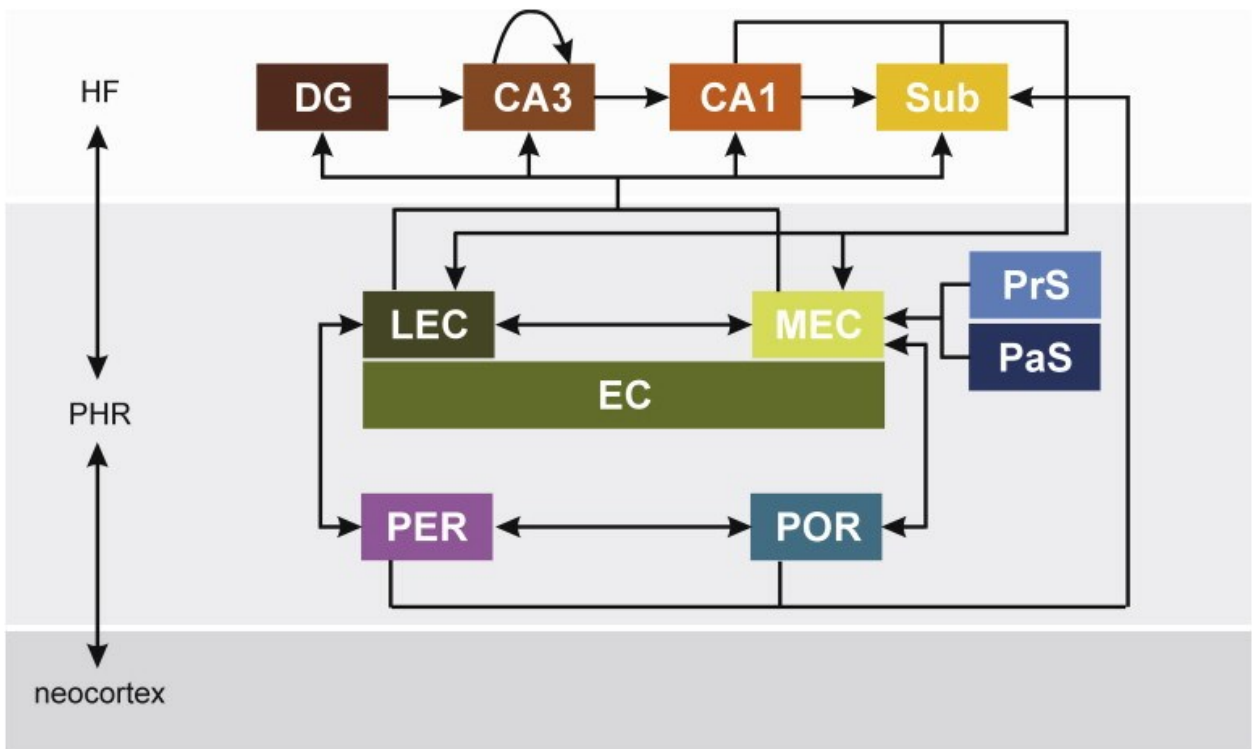 HF
DG
CA3
CA1
Sub
LEC
MEC
PrS
PaS
EC
PHR
PER
POR
neocortex